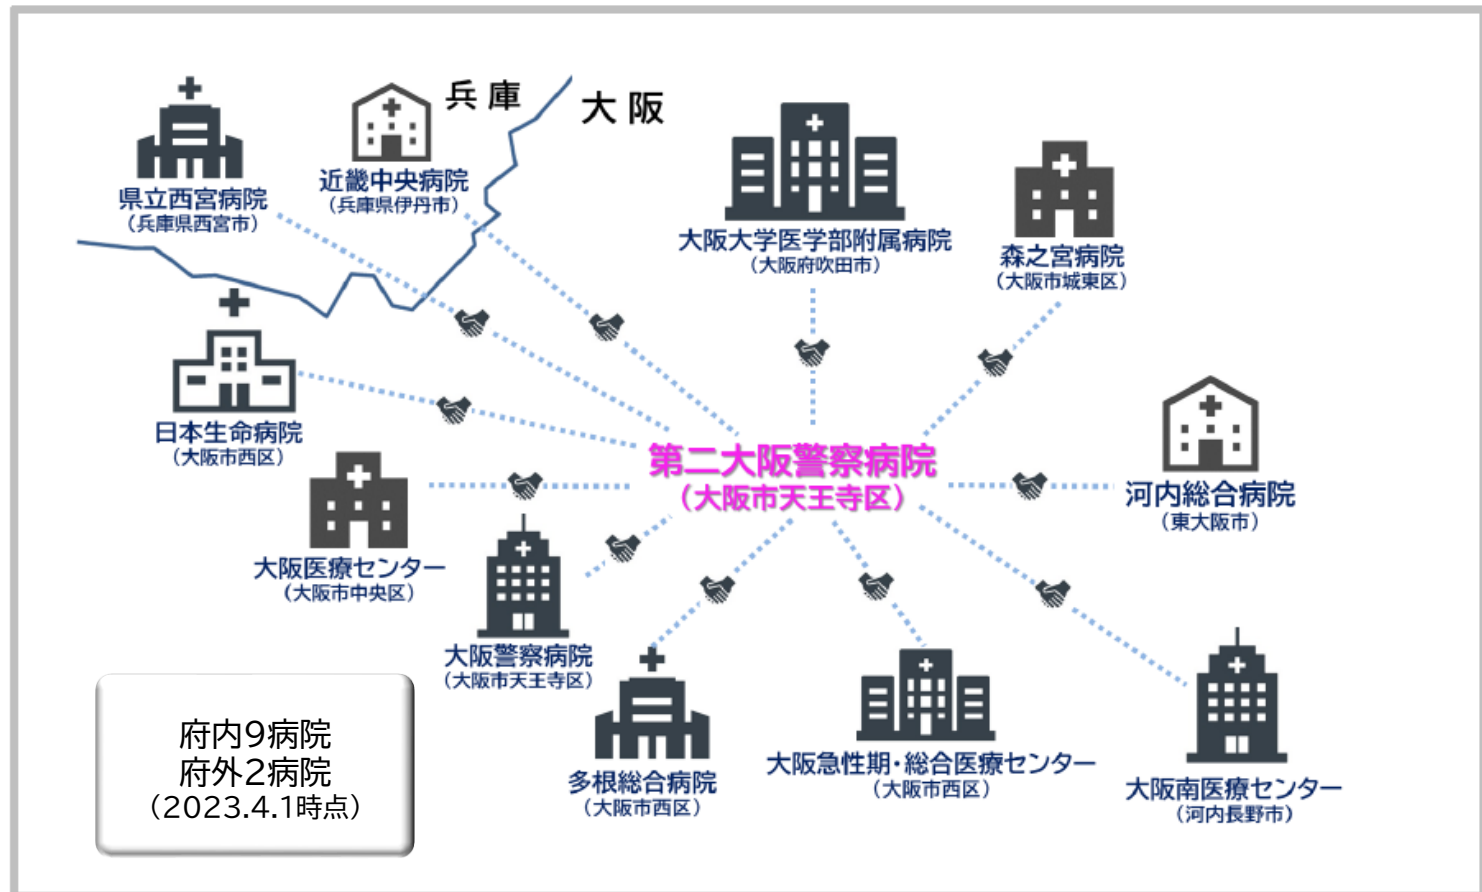 兵庫
大阪
県立西宮病院
（兵庫県西宮市）
近畿中央病院
（兵庫県伊丹市）
大阪大学医学部附属病院
（大阪府吹田市）
森之宮病院
（大阪市城東区）
日本生命病院
（大阪市西区）
第二大阪警察病院
（大阪市天王寺区）
河内総合病院
（東大阪市）
大阪医療センター
（大阪市中央区）
大阪警察病院
（大阪市天王寺区）
多根総合病院
（大阪市西区）
大阪急性期・総合医療センター
（大阪市西区）
大阪南医療センター
（河内長野市）
府内9病院
府外2病院
（2023.4.1時点）